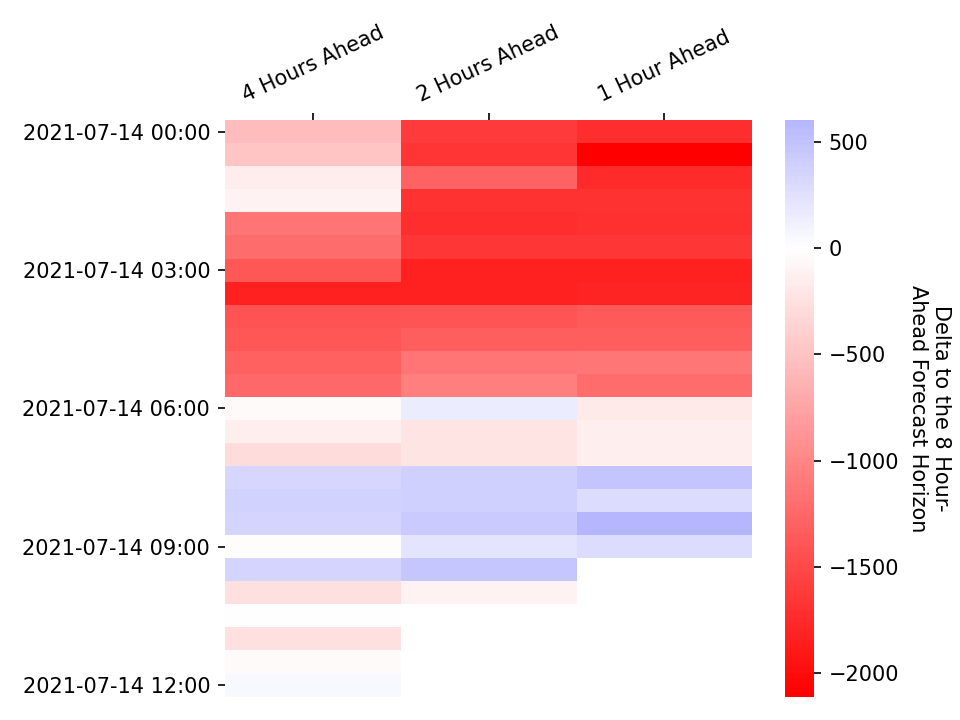 4 Hours Ahead
2 Hours Ahead
1 Hour Ahead
2021-07-14 00:00
2021-07-14 03:00
2021-07-14 06:00
2021-07-14 09:00
2021-07-14 12:00
500
0
−500
−1000
−1500
−2000
Delta to the 8 Hour-
Ahead Forecast Horizon